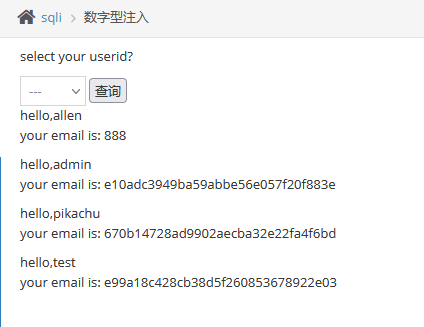 sqli > 数字型注入
select your userid?
--- 查询
hello,allen
your email is: 888
hello,admin
your email is: e10adc3949ba59abbe56e057f20f883e
hello,pikachu
your email is: 670b14728ad9902aecba32e22fa4f6bd
hello,test
your email is: e99a18c428cb38d5f260853678922e03